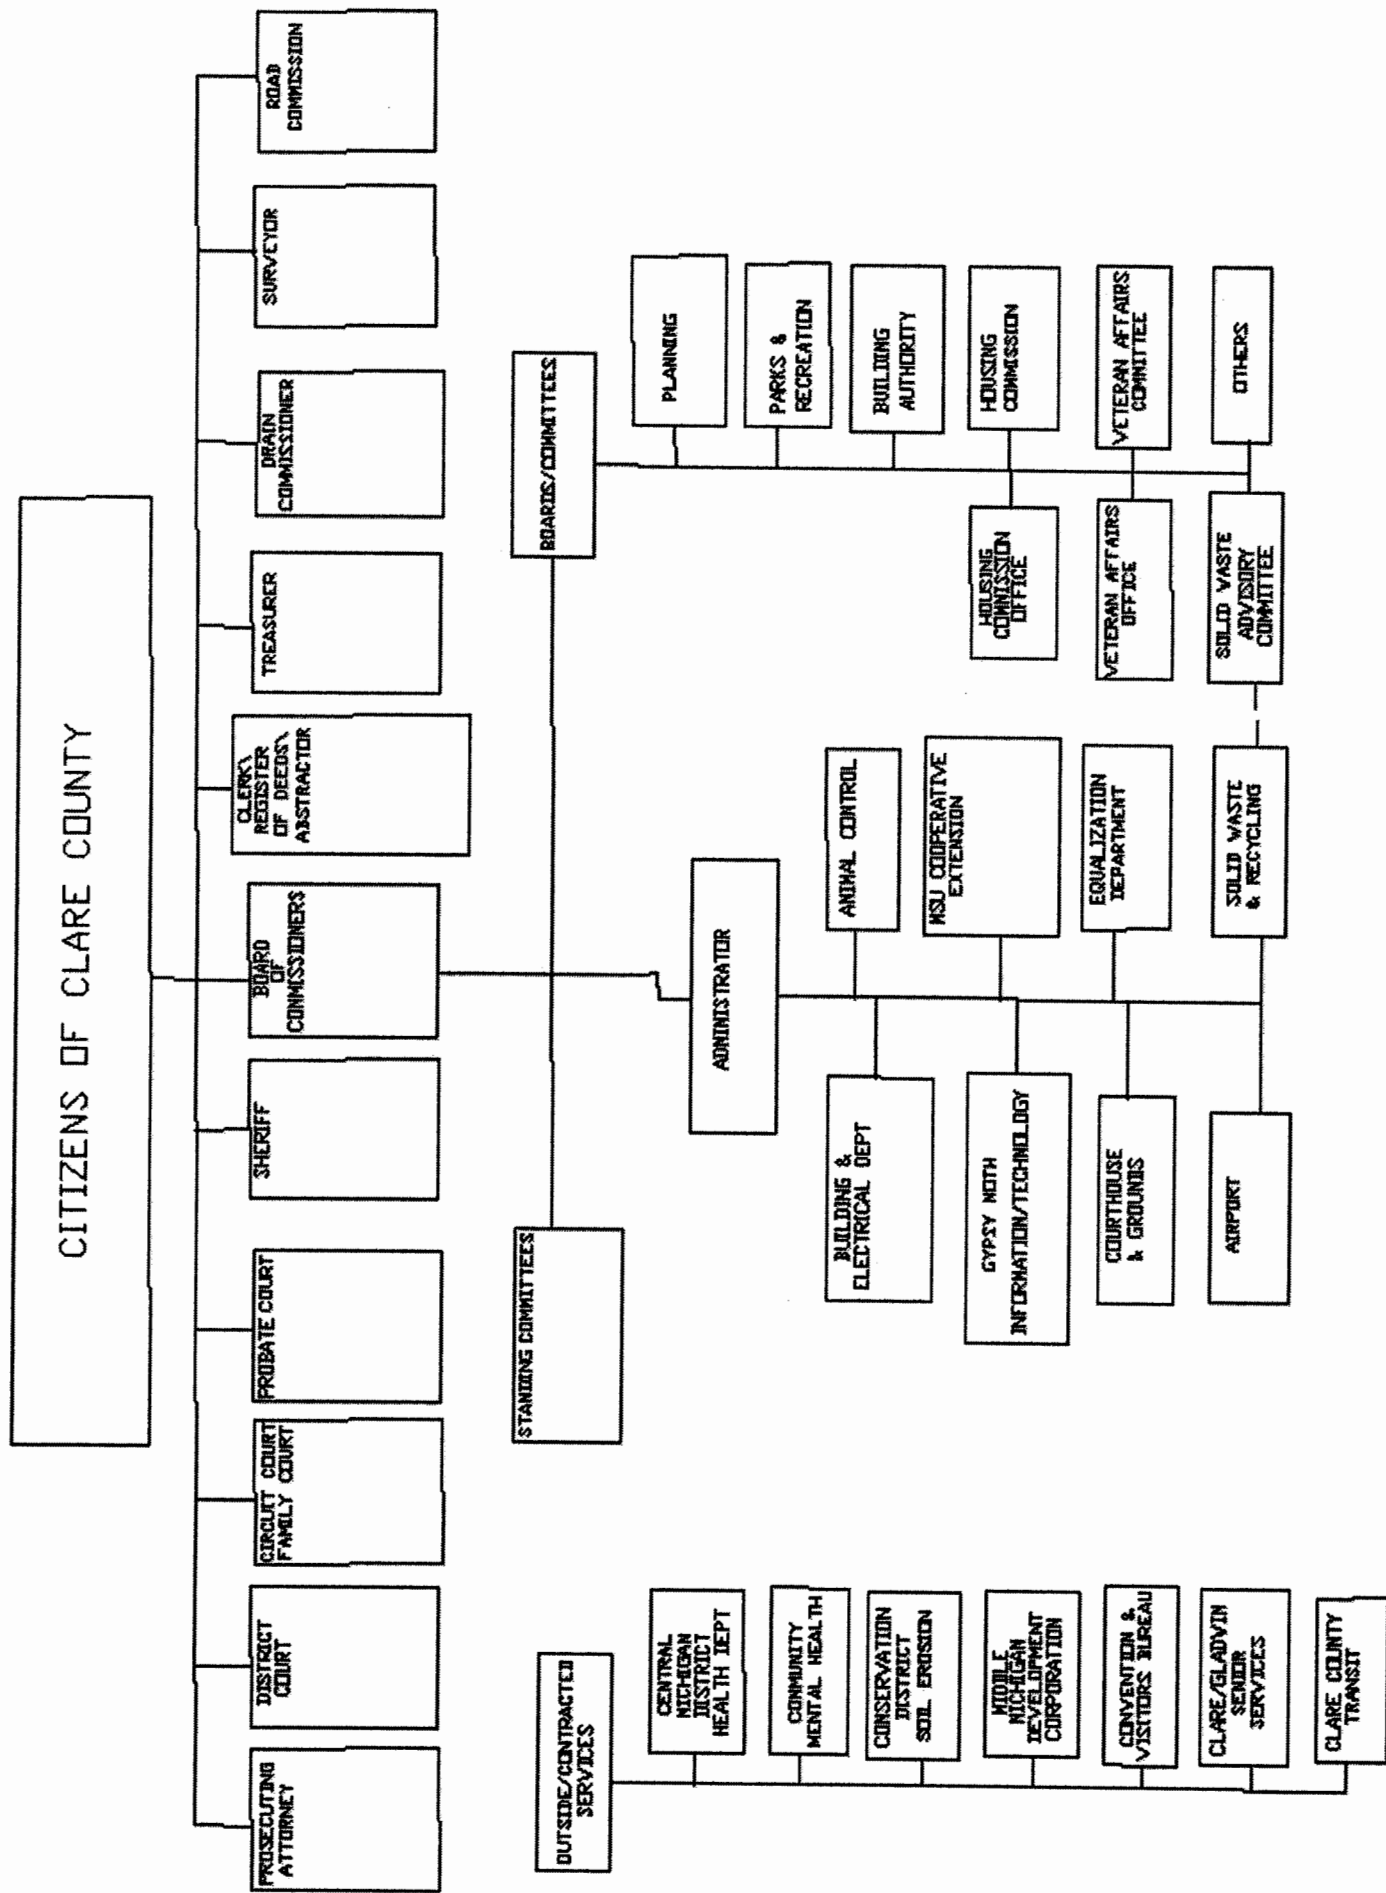 CITIZENS OF CLARE COUNTY
PROSECUTING
ATTORNEY
DISTRICT
COURT
CIRCUIT COURT
FAMILY COURT
PROBATE COURT
SHERIFF
BOARD
OF
COMMISSIONERS
CLERK\
REGISTER
OF DEEDS\
ABSTRACTOR
TREASURER
DRAIN
COMMISSIONER
SURVEYOR
ROAD
COMMISSION
OUTSIDE/CONTRACTED
SERVICES
CENTRAL
MICHIGAN
DISTRICT
HEALTH DEPT
COMMUNITY
MENTAL HEALTH
CONSERVATION
DISTRICT
SOIL EROSION
MIDDLE
MICHIGAN
DEVELOPMENT
CORPORATION
CONVENTION &
VISITORS BUREAU
CLARE/GLADWIN
SENIOR
SERVICES
CLARE COUNTY
TRANSIT
STANDING COMMITTEES
ADMINISTRATOR
BUILDING &
ELECTRICAL DEPT
ANIMAL CONTROL
GYPSY MOTH
INFORMATION/TECHNOLOGY
MSU COOPERATIVE
EXTENSION
COURTHOUSE
& GROUNDS
EQUALIZATION
DEPARTMENT
AIRPORT
SOLID WASTE
& RECYCLING
BOARDS/COMMITTEES
PLANNING
PARKS &
RECREATION
BUILDING
AUTHORITY
HOUSING
COMMISSION
OFFICE
HOUSING
COMMISSION
VETERAN AFFAIRS
OFFICE
VETERAN AFFAIRS
COMMITTEE
SOLID WASTE
ADVISORY
COMMITTEE
OTHERS